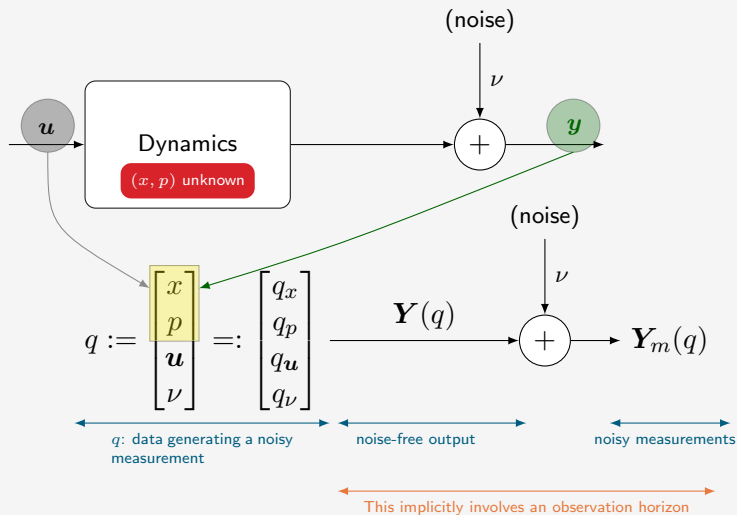 (noise)
ν
u
y
Dynamics
+
(x, p) unknown
(noise)
ν
q := [x p u ν] =: [q_x q_p q_u q_ν]
Y(q)
+
Y_m(q)
q: data generating a noisy
measurement
noise-free output
noisy measurements
This implicitly involves an observation horizon